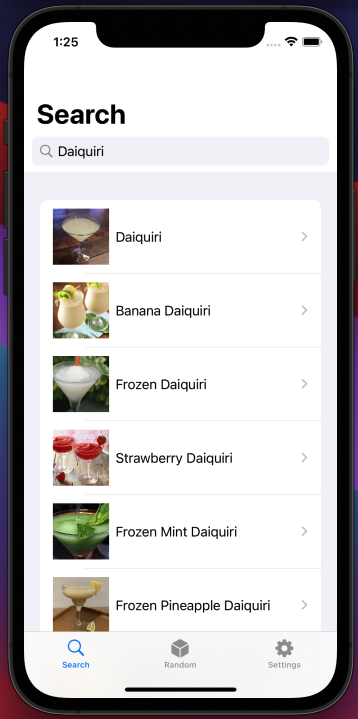 1:25
Search
Daiquiri
Daiquiri
Banana Daiquiri
Frozen Daiquiri
Strawberry Daiquiri
Frozen Mint Daiquiri
Frozen Pineapple Daiquiri
Search
Random
Settings